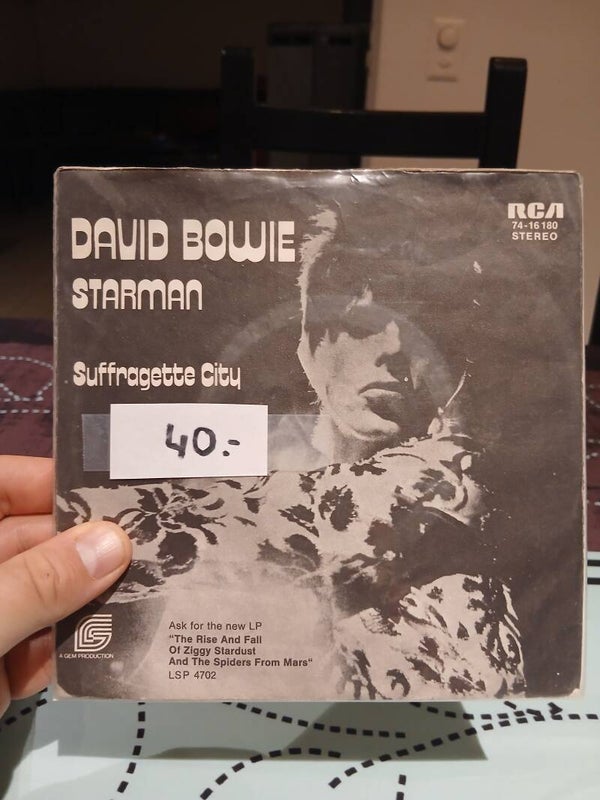 DAVID BOWIE
STARMAN
Suffragette City
RCA
74-16 180
STEREO
40.-
Ask for the new LP
"The Rise And Fall
Of Ziggy Stardust
And The Spiders From Mars"
LSP 4702
A GEM PRODUCTION